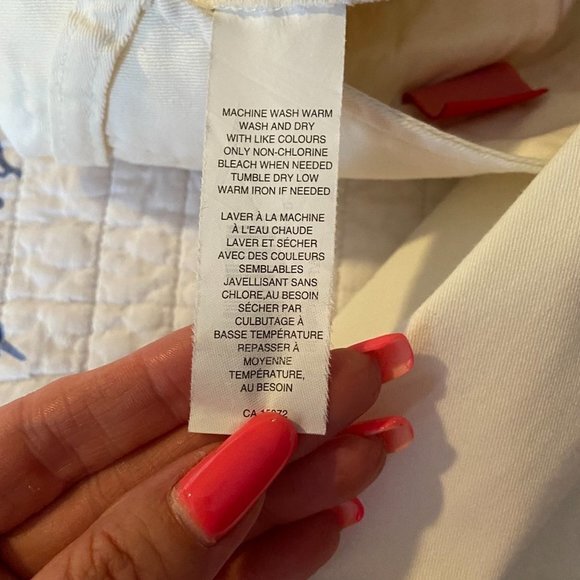 MACHINE WASH WARM
WASH AND DRY
WITH LIKE COLOURS
ONLY NON-CHLORINE
BLEACH WHEN NEEDED
TUMBLE DRY LOW
WARM IRON IF NEEDED
LAVER À LA MACHINE
À L'EAU CHAUDE
LAVER ET SÉCHER
AVEC DES COULEURS
SEMBLABLES
JAVELLISANT SANS
CHLORE,AU BESOIN
SÉCHER PAR
CULBUTAGE À
BASSE TEMPÉRATURE
REPASSER À
MOYENNE
TEMPÉRATURE,
AU BESOIN
CA